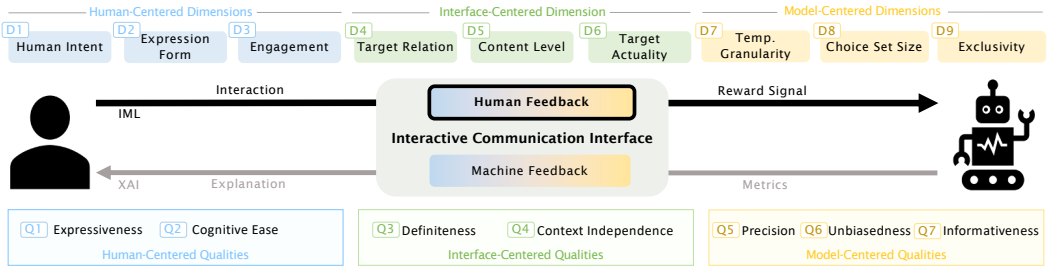 Human-Centered Dimensions
Interface-Centered Dimension
Model-Centered Dimensions
D1
Human Intent
D2
Expression
Form
D3
Engagement
D4
Target Relation
D5
Content Level
D6
Target
Actuality
D7
Temp.
Granularity
D8
Choice Set Size
D9
Exclusivity
Interaction
IML
Human Feedback
Reward Signal
Interactive Communication Interface
Machine Feedback
XAI
Explanation
Metrics
Q1 Expressiveness
Q2 Cognitive Ease
Human-Centered Qualities
Q3 Definiteness
Q4 Context Independence
Interface-Centered Qualities
Q5 Precision
Q6 Unbiasedness
Q7 Informativeness
Model-Centered Qualities